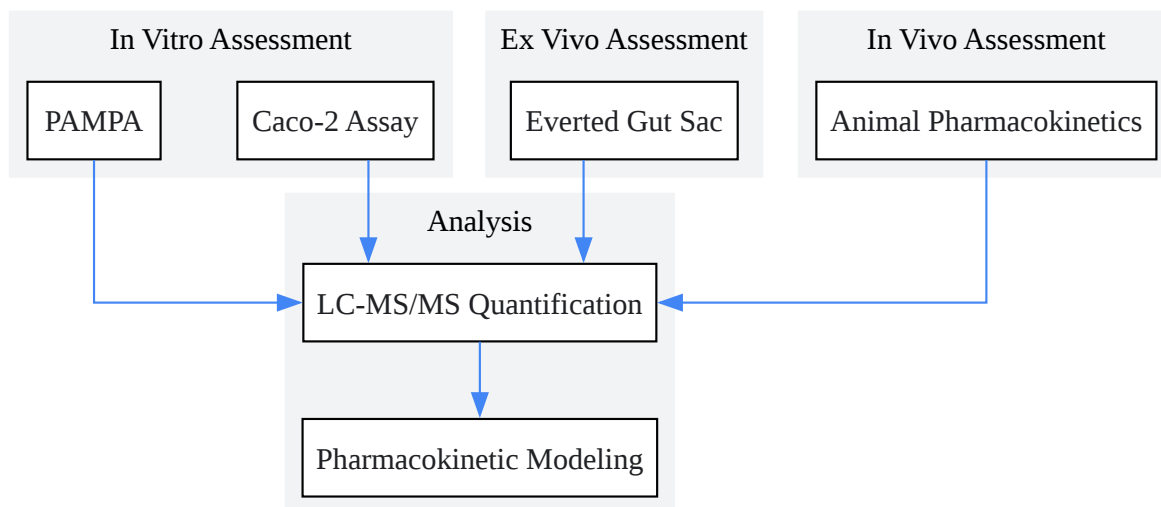 In Vitro Assessment
Ex Vivo Assessment
In Vivo Assessment
PAMPA
Caco-2 Assay
Everted Gut Sac
Animal Pharmacokinetics
Analysis
LC-MS/MS Quantification
Pharmacokinetic Modeling